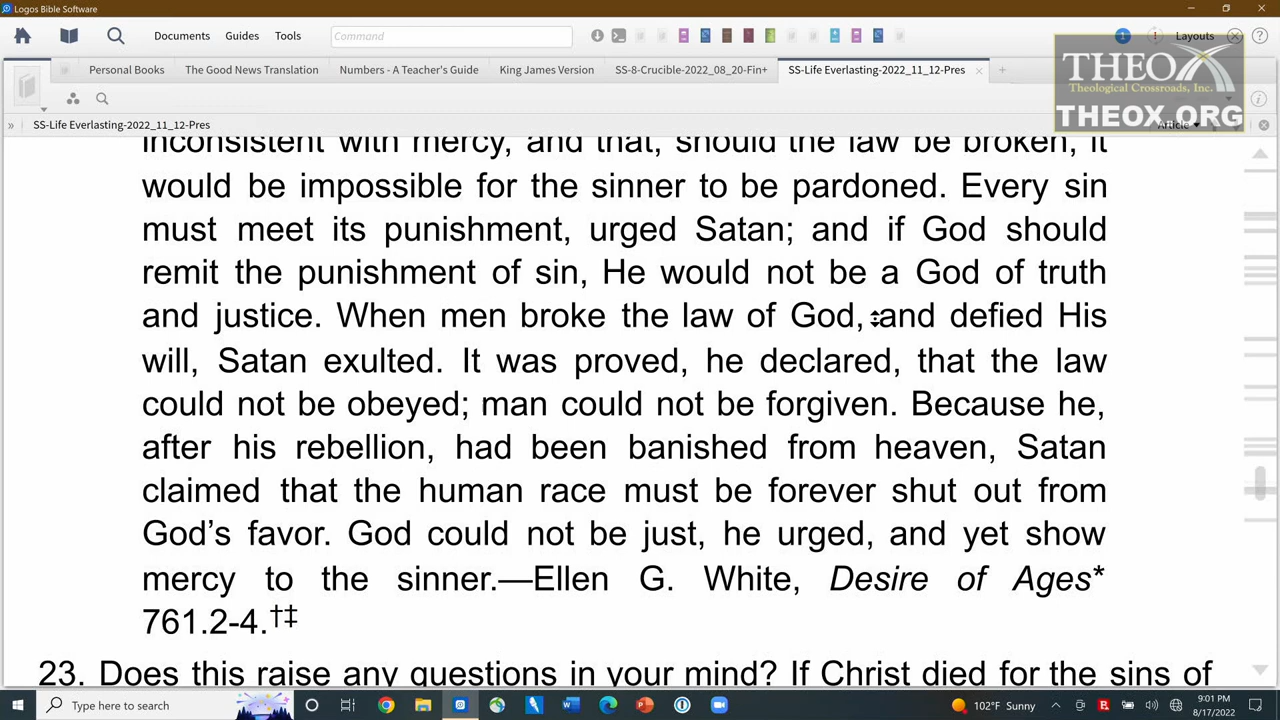 Logos Bible Software
Documents Guides Tools Command 1 Layouts
Personal Books The Good News Translation Numbers - A Teacher's Guide King James Version SS-8-Crucible-2022_08_20-Fin+ SS-Life Everlasting-2022_11_12-Pres
THEOX
Theological Crossroads, Inc.
THEOX.ORG
SS-Life Everlasting-2022_11_12-Pres Article
inconsistent with mercy, and that, should the law be broken, it
would be impossible for the sinner to be pardoned. Every sin
must meet its punishment, urged Satan; and if God should
remit the punishment of sin, He would not be a God of truth
and justice. When men broke the law of God, and defied His
will, Satan exulted. It was proved, he declared, that the law
could not be obeyed; man could not be forgiven. Because he,
after his rebellion, had been banished from heaven, Satan
claimed that the human race must be forever shut out from
God's favor. God could not be just, he urged, and yet show
mercy to the sinner.—Ellen G. White, Desire of Ages*
761.2-4.†‡
23. Does this raise any questions in your mind? If Christ died for the sins of
Type here to search
102°F Sunny
9:01 PM
8/17/2022